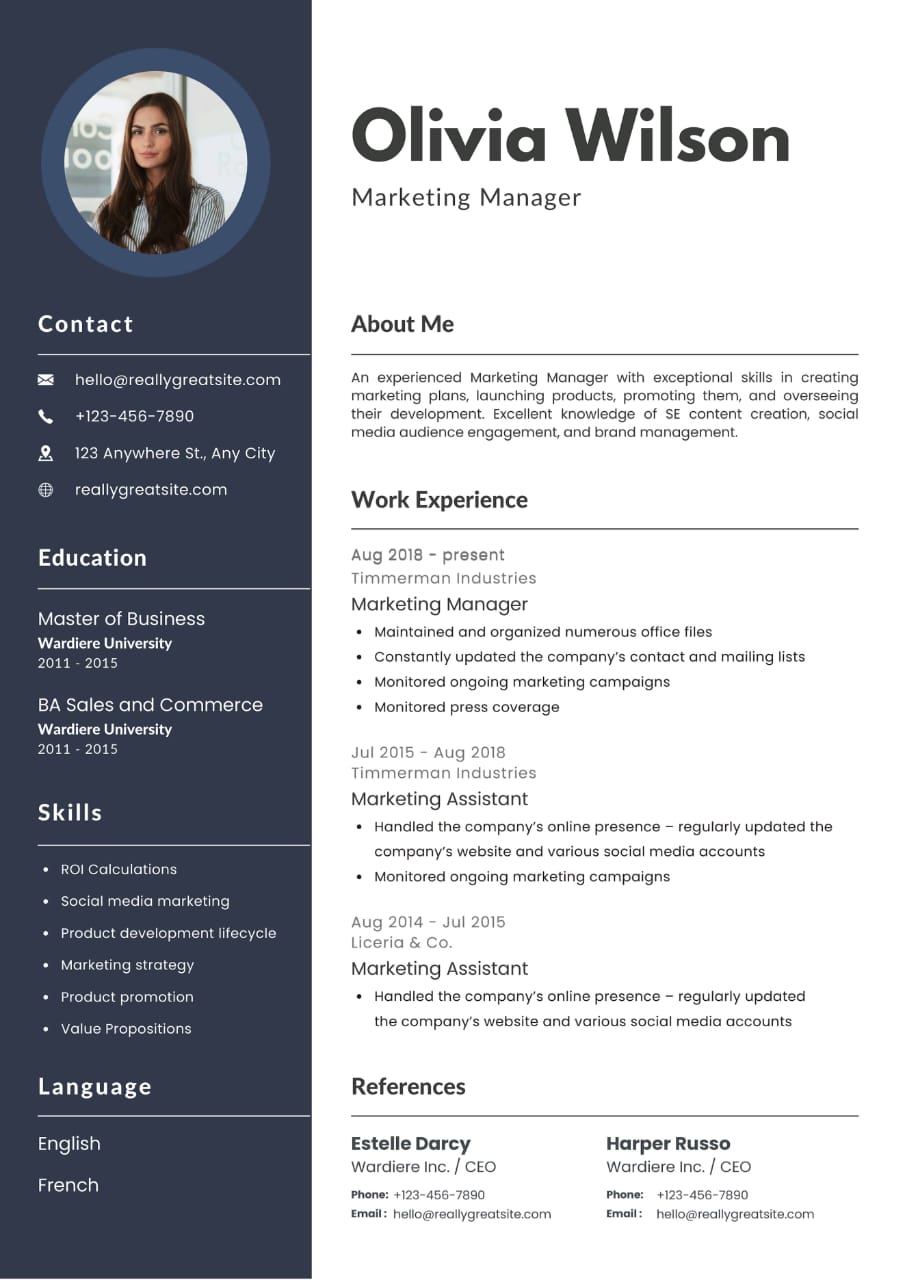 Olivia Wilson
Marketing Manager
Contact
hello@reallygreatsite.com
+123-456-7890
123 Anywhere St., Any City
reallygreatsite.com
Education
Master of Business
Wardiere University
2011 - 2015
BA Sales and Commerce
Wardiere University
2011 - 2015
Skills
• ROI Calculations
• Social media marketing
• Product development lifecycle
• Marketing strategy
• Product promotion
• Value Propositions
Language
English
French
About Me
An experienced Marketing Manager with exceptional skills in creating
marketing plans, launching products, promoting them, and overseeing
their development. Excellent knowledge of SE content creation, social
media audience engagement, and brand management.
Work Experience
Aug 2018 - present
Timmerman Industries
Marketing Manager
• Maintained and organized numerous office files
• Constantly updated the company’s contact and mailing lists
• Monitored ongoing marketing campaigns
• Monitored press coverage
Jul 2015 - Aug 2018
Timmerman Industries
Marketing Assistant
• Handled the company’s online presence – regularly updated the
company’s website and various social media accounts
• Monitored ongoing marketing campaigns
Aug 2014 - Jul 2015
Liceria & Co.
Marketing Assistant
• Handled the company’s online presence – regularly updated
the company’s website and various social media accounts
References
Estelle Darcy
Wardiere Inc. / CEO
Phone: +123-456-7890
Email : hello@reallygreatsite.com
Harper Russo
Wardiere Inc. / CEO
Phone: +123-456-7890
Email : hello@reallygreatsite.com